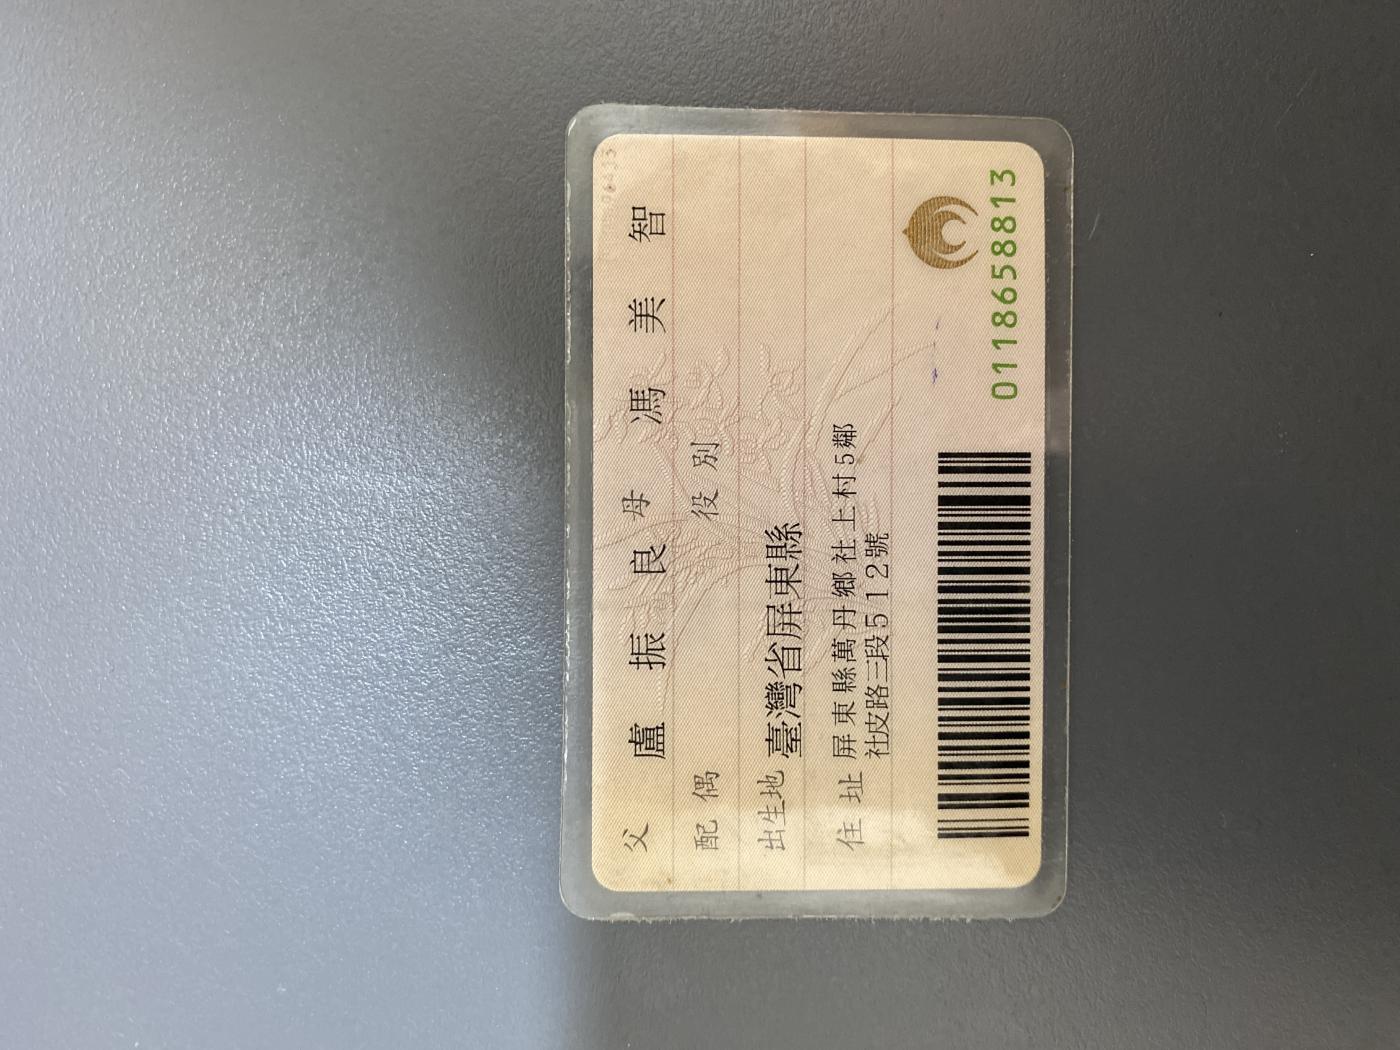 父 盧振良 母 馮美智
配偶 役別
出生地 臺灣省屏東縣
住址 屏東縣萬丹鄉社上村5鄰
社皮路三段512號
0118658813